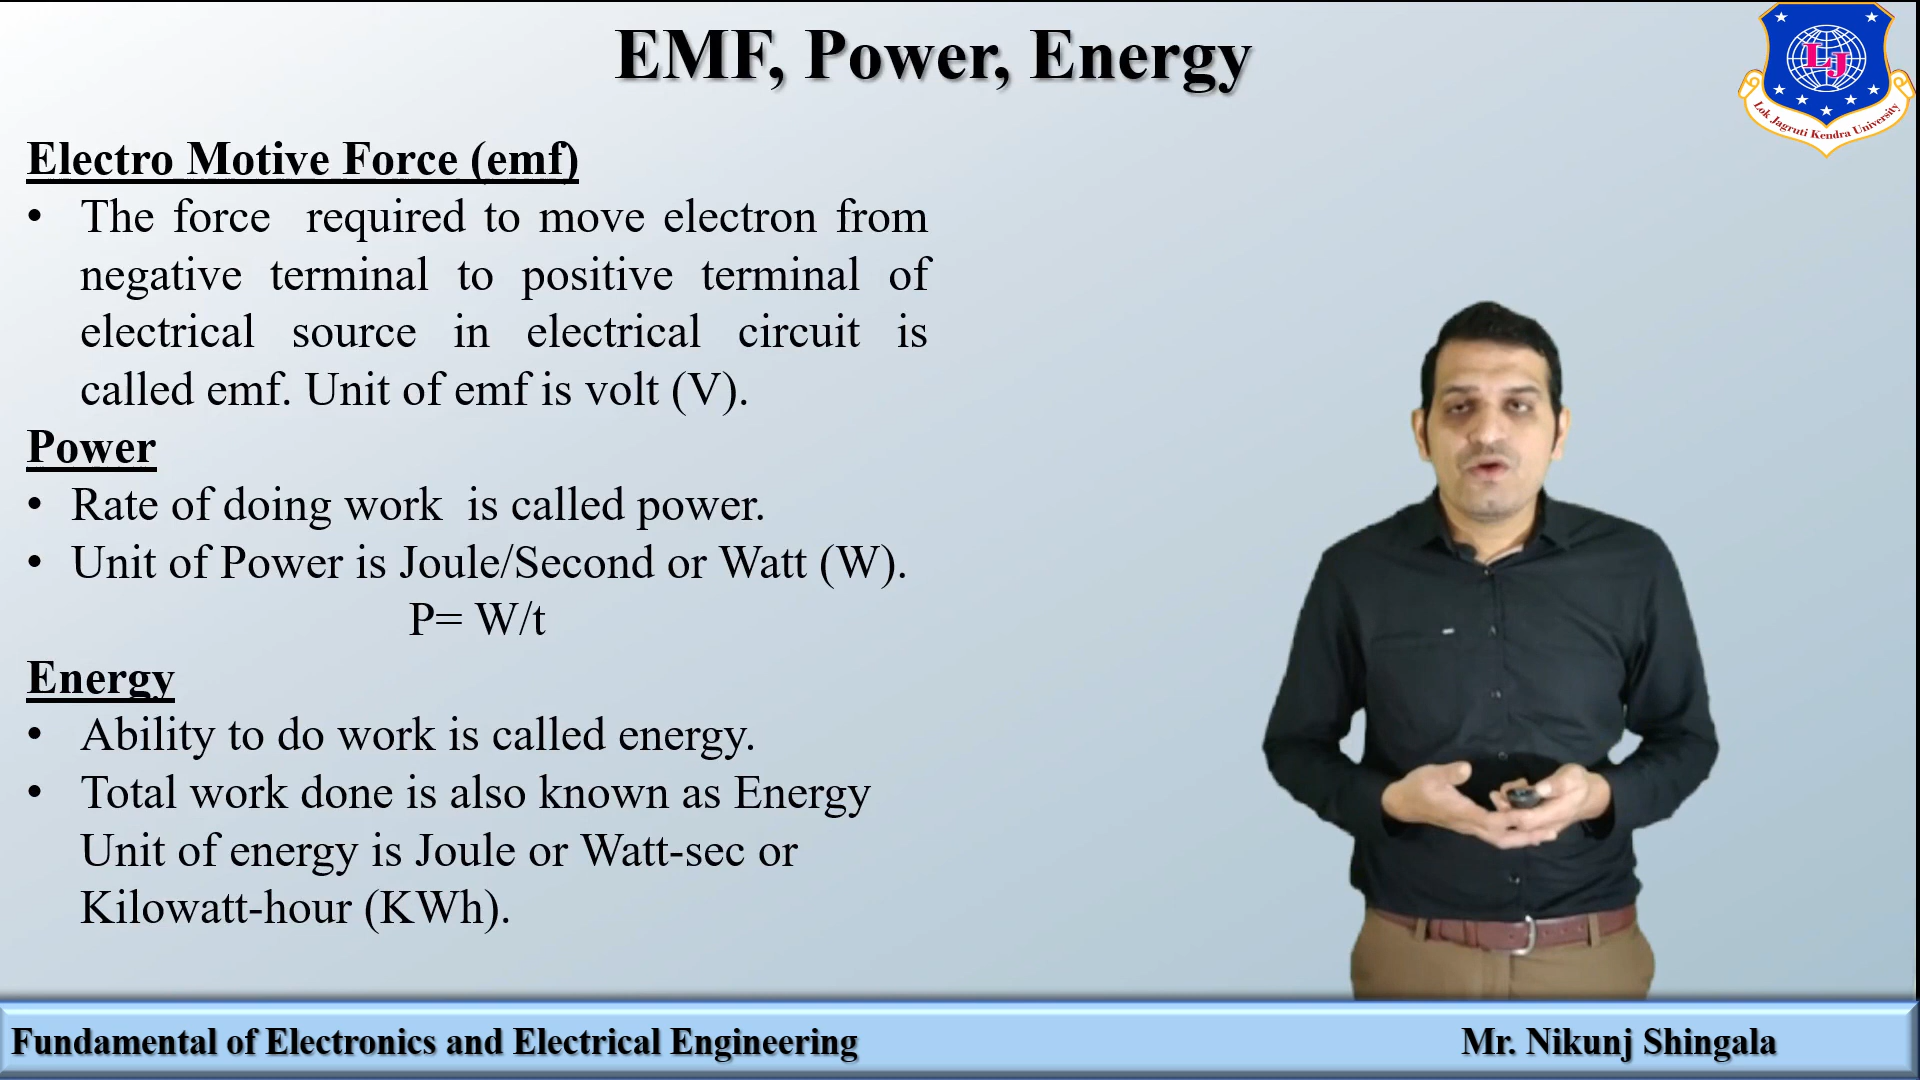 EMF, Power, Energy
LJ
Lok Jagruti Kendra University
Electro Motive Force (emf)
• The force required to move electron from
negative terminal to positive terminal of
electrical source in electrical circuit is
called emf. Unit of emf is volt (V).
Power
• Rate of doing work is called power.
• Unit of Power is Joule/Second or Watt (W).
P= W/t
Energy
• Ability to do work is called energy.
• Total work done is also known as Energy
Unit of energy is Joule or Watt-sec or
Kilowatt-hour (KWh).
Fundamental of Electronics and Electrical Engineering
Mr. Nikunj Shingala